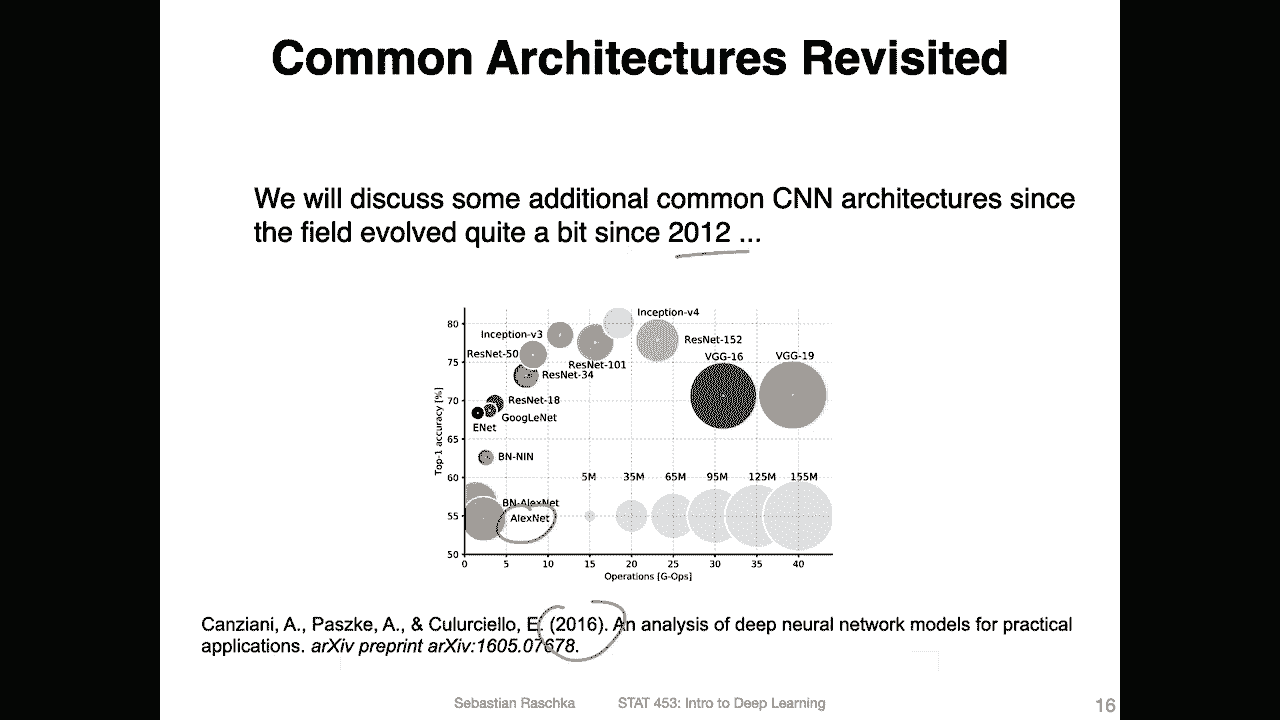 Common Architectures Revisited
We will discuss some additional common CNN architectures since
the field evolved quite a bit since 2012 ...
Top-1 accuracy [%]
80
75
70
65
60
55
50
Inception-v4
Inception-v3
ResNet-152
ResNet-50
VGG-16
VGG-19
ResNet-101
ResNet-34
ResNet-18
GoogLeNet
ENet
BN-NIN
5M 35M 65M 95M 125M 155M
BN-AlexNet
AlexNet
0 5 10 15 20 25 30 35 40
Operations [G-Ops]
Canziani, A., Paszke, A., & Culurciello, E. (2016). An analysis of deep neural network models for practical
applications. arXiv preprint arXiv:1605.07678.
Sebastian Raschka STAT 453: Intro to Deep Learning 16